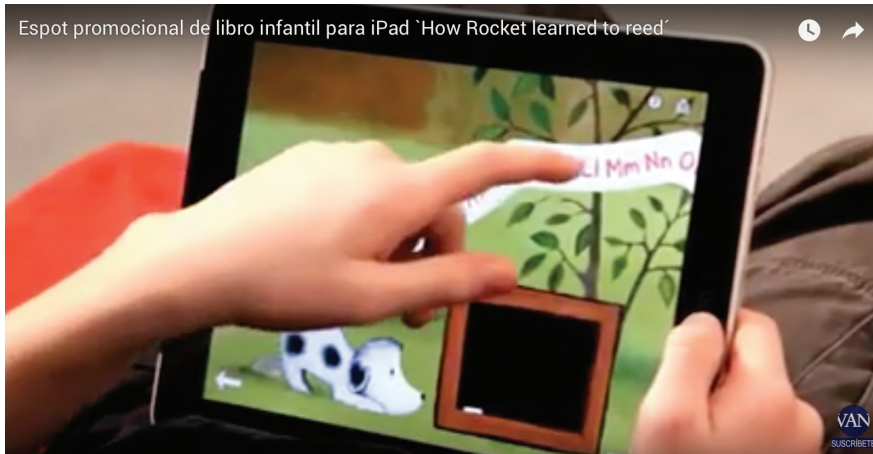 Espot promocional de libro infantil para iPad `How Rocket learned to reed´
Ll Mm Nn O
VAN
SUSCRÍBETE